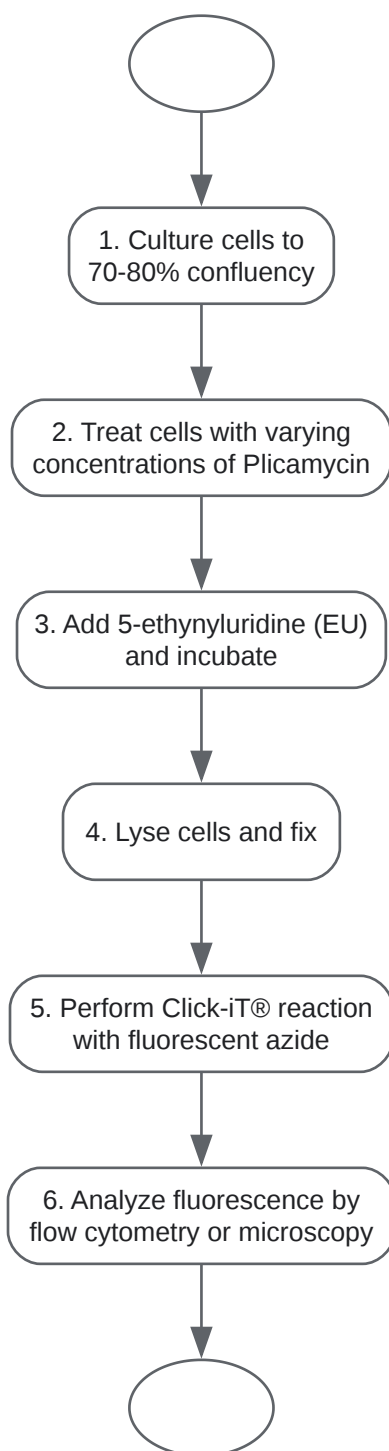 1. Culture cells to
70-80% confluency
2. Treat cells with varying
concentrations of Plicamycin
3. Add 5-ethynyluridine (EU)
and incubate
4. Lyse cells and fix
5. Perform Click-iT® reaction
with fluorescent azide
6. Analyze fluorescence by
flow cytometry or microscopy